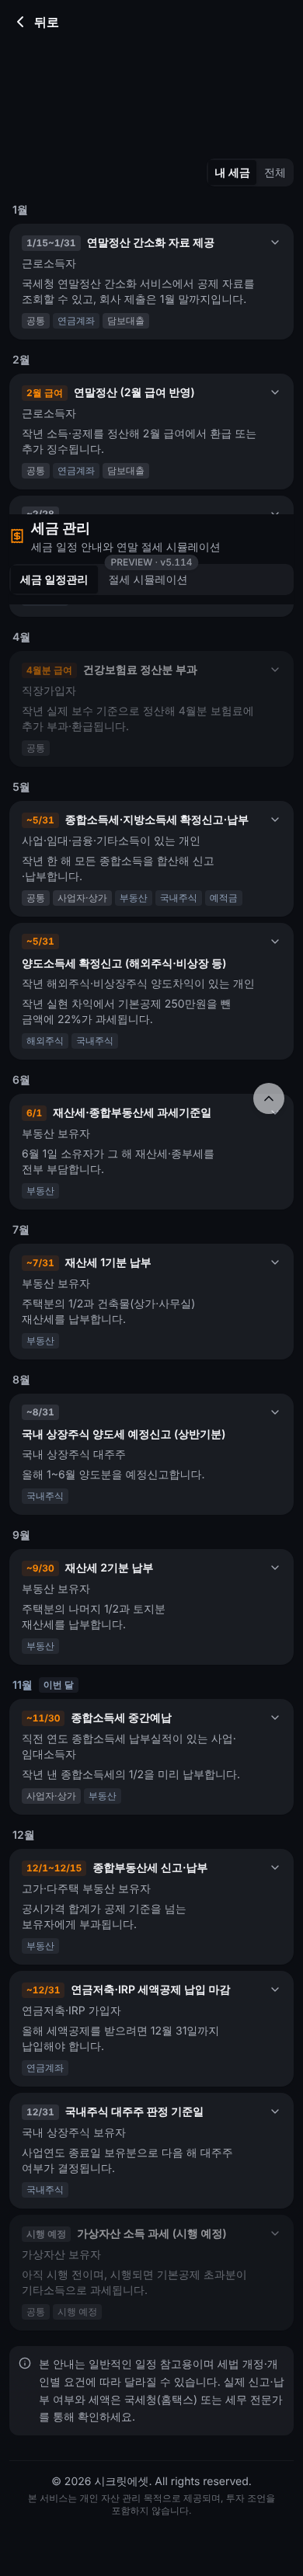 뒤로
내 세금 전체
1월
1/15~1/31 연말정산 간소화 자료 제공
근로소득자
국세청 연말정산 간소화 서비스에서 공제 자료를
조회할 수 있고, 회사 제출은 1월 말까지입니다.
공통 연금계좌 담보대출
2월
2월 급여 연말정산 (2월 급여 반영)
근로소득자
작년 소득·공제를 정산해 2월 급여에서 환급 또는
추가 징수됩니다.
공통 연금계좌 담보대출
~2/28
세금 관리
세금 일정 안내와 연말 절세 시뮬레이션
PREVIEW · v5.114
세금 일정관리 절세 시뮬레이션
4월
4월분 급여 건강보험료 정산분 부과
직장가입자
작년 실제 보수 기준으로 정산해 4월분 보험료에
추가 부과·환급됩니다.
공통
5월
~5/31 종합소득세·지방소득세 확정신고·납부
사업·임대·금융·기타소득이 있는 개인
작년 한 해 모든 종합소득을 합산해 신고
·납부합니다.
공통 사업자·상가 부동산 국내주식 예적금
~5/31
양도소득세 확정신고 (해외주식·비상장 등)
작년 해외주식·비상장주식 양도차익이 있는 개인
작년 실현 차익에서 기본공제 250만원을 뺀
금액에 22%가 과세됩니다.
해외주식 국내주식
6월
6/1 재산세·종합부동산세 과세기준일
부동산 보유자
6월 1일 소유자가 그 해 재산세·종부세를
전부 부담합니다.
부동산
7월
~7/31 재산세 1기분 납부
부동산 보유자
주택분의 1/2과 건축물(상가·사무실)
재산세를 납부합니다.
부동산
8월
~8/31
국내 상장주식 양도세 예정신고 (상반기분)
국내 상장주식 대주주
올해 1~6월 양도분을 예정신고합니다.
국내주식
9월
~9/30 재산세 2기분 납부
부동산 보유자
주택분의 나머지 1/2과 토지분
재산세를 납부합니다.
부동산
11월 이번 달
~11/30 종합소득세 중간예납
직전 연도 종합소득세 납부실적이 있는 사업·
임대소득자
작년 낸 종합소득세의 1/2을 미리 납부합니다.
사업자·상가 부동산
12월
12/1~12/15 종합부동산세 신고·납부
고가·다주택 부동산 보유자
공시가격 합계가 공제 기준을 넘는
보유자에게 부과됩니다.
부동산
~12/31 연금저축·IRP 세액공제 납입 마감
연금저축·IRP 가입자
올해 세액공제를 받으려면 12월 31일까지
납입해야 합니다.
연금계좌
12/31 국내주식 대주주 판정 기준일
국내 상장주식 보유자
사업연도 종료일 보유분으로 다음 해 대주주
여부가 결정됩니다.
국내주식
시행 예정 가상자산 소득 과세 (시행 예정)
가상자산 보유자
아직 시행 전이며, 시행되면 기본공제 초과분이
기타소득으로 과세됩니다.
공통 시행 예정
본 안내는 일반적인 일정 참고용이며 세법 개정·개
인별 요건에 따라 달라질 수 있습니다. 실제 신고·납
부 여부와 세액은 국세청(홈택스) 또는 세무 전문가
를 통해 확인하세요.
© 2026 시크릿에셋. All rights reserved.
본 서비스는 개인 자산 관리 목적으로 제공되며, 투자 조언을
포함하지 않습니다.